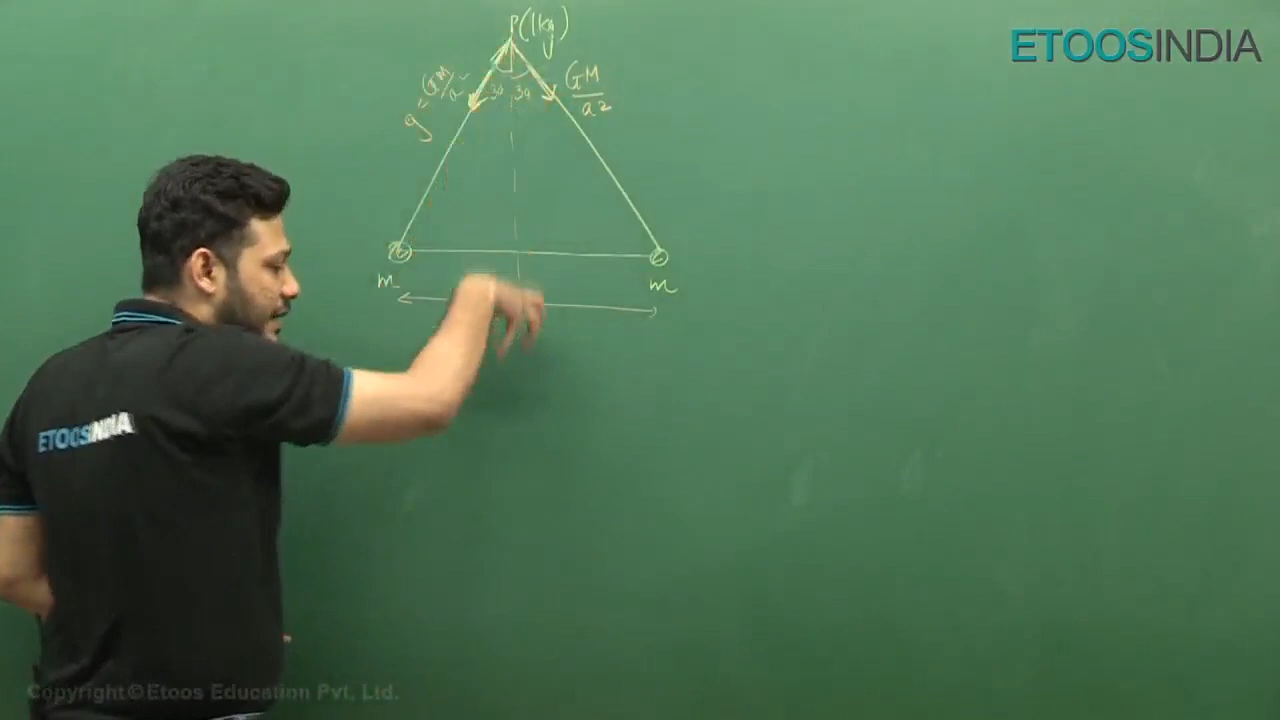 P(1kg)
ETOOSINDIA
GM/a²
30
30
GM
a2
g
m
m
ETOOSINDIA
Copyright©Etoos Education Pvt. Ltd.